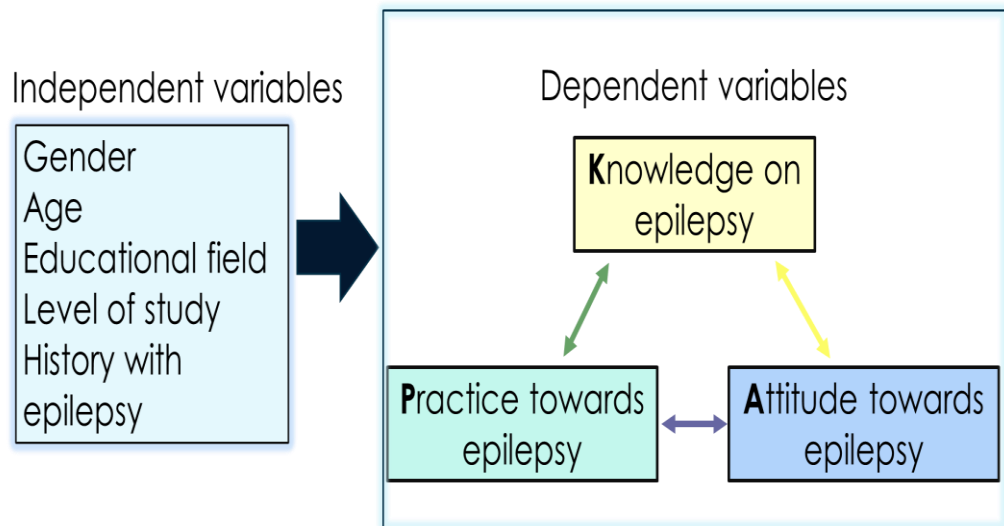 Independent variables
Gender
Age
Educational field
Level of study
History with
epilepsy
Dependent variables
Knowledge on
epilepsy
Practice towards
epilepsy
Attitude towards
epilepsy